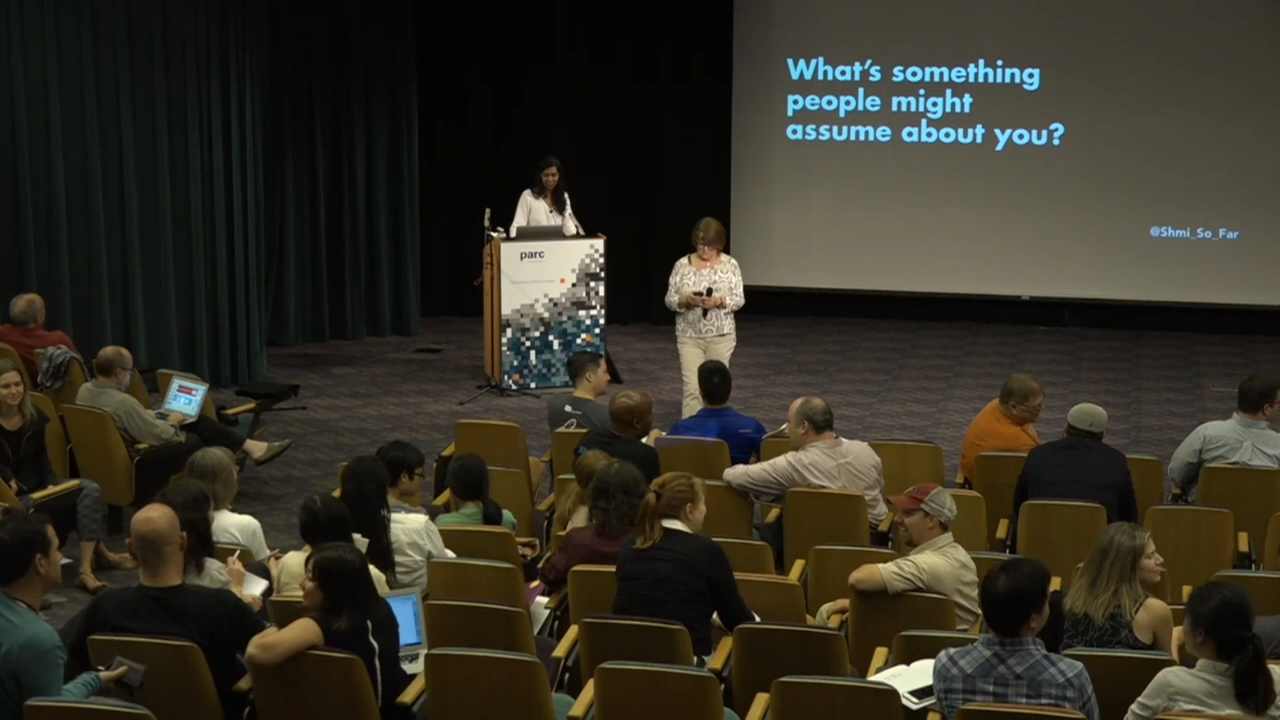 What's something
people might
assume about you?
@Shmi_So_Far
parc